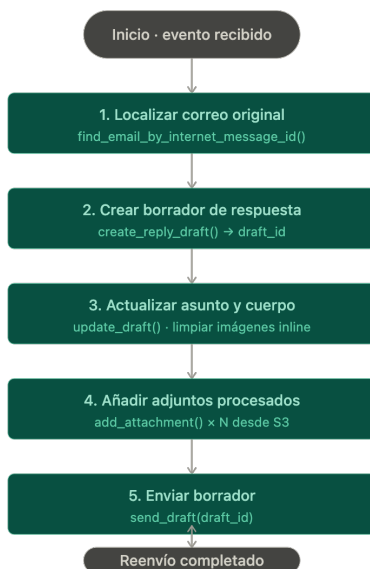 Inicio · evento recibido
1. Localizar correo original
find_email_by_internet_message_id()
2. Crear borrador de respuesta
create_reply_draft() → draft_id
3. Actualizar asunto y cuerpo
update_draft() · limpiar imágenes inline
4. Añadir adjuntos procesados
add_attachment() × N desde S3
5. Enviar borrador
send_draft(draft_id)
Reenvío completado